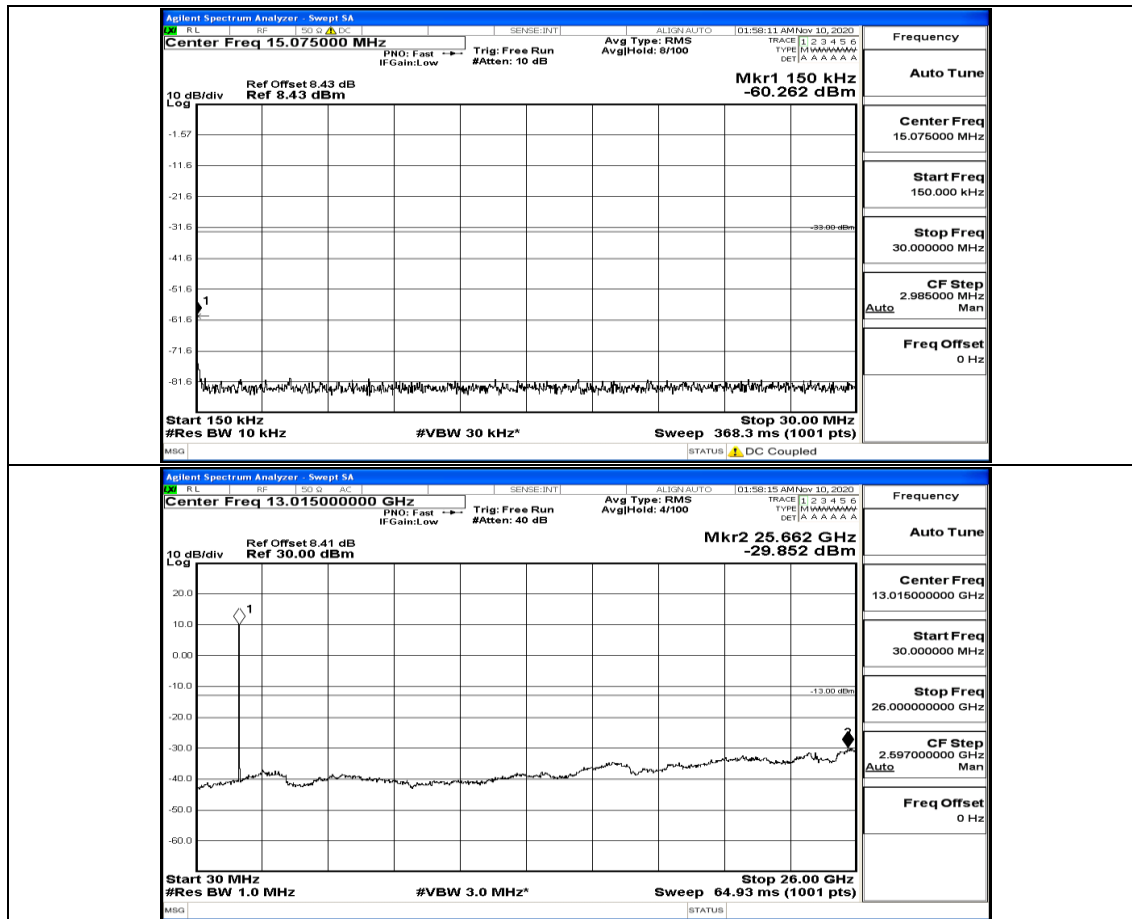 Agilent Spectrum Analyzer - Swept SA
LXI RL RF 50 Ω DC SENSE:INT ALIGN AUTO 01:58:11 AM Nov 10, 2020
Center Freq 15.075000 MHz
PNO: Fast
IFGain:Low
Trig: Free Run
#Atten: 10 dB
Avg Type: RMS
Avg|Hold: 8/100
TRACE 1 2 3 4 5 6
TYPE M W W W W W
DET A A A A A A
Ref Offset 8.43 dB
10 dB/div Ref 8.43 dBm
Log
Mkr1 150 kHz
-60.262 dBm
-1.57
-11.6
-21.6
-31.6
-33.00 dBm
-41.6
-51.6
1
-61.6
-71.6
-81.6
Start 150 kHz Stop 30.00 MHz
#Res BW 10 kHz #VBW 30 kHz* Sweep 368.3 ms (1001 pts)
MSG STATUS DC Coupled
Frequency
Auto Tune
Center Freq
15.075000 MHz
Start Freq
150.000 kHz
Stop Freq
30.000000 MHz
CF Step
2.985000 MHz
Auto Man
Freq Offset
0 Hz
Agilent Spectrum Analyzer - Swept SA
LXI RL RF 50 Ω AC SENSE:INT ALIGN AUTO 01:58:15 AM Nov 10, 2020
Center Freq 13.015000000 GHz
PNO: Fast
IFGain:Low
Trig: Free Run
#Atten: 40 dB
Avg Type: RMS
Avg|Hold: 4/100
TRACE 1 2 3 4 5 6
TYPE M W W W W W
DET A A A A A A
Ref Offset 8.41 dB
10 dB/div Ref 30.00 dBm
Log
Mkr2 25.662 GHz
-29.852 dBm
20.0
1
10.0
0.00
-10.0
-13.00 dBm
-20.0
2
-30.0
-40.0
-50.0
-60.0
Start 30 MHz Stop 26.00 GHz
#Res BW 1.0 MHz #VBW 3.0 MHz* Sweep 64.93 ms (1001 pts)
MSG STATUS
Frequency
Auto Tune
Center Freq
13.015000000 GHz
Start Freq
30.000000 MHz
Stop Freq
26.000000000 GHz
CF Step
2.597000000 GHz
Auto Man
Freq Offset
0 Hz